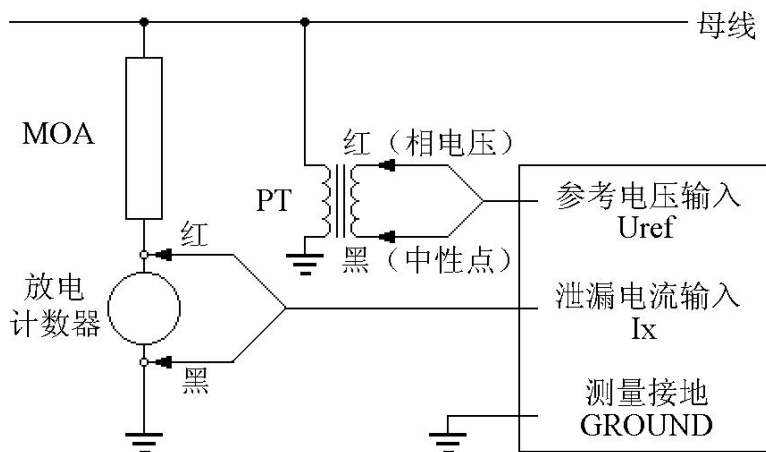 母线
MOA
红（相电压）
PT
黑（中性点）
参考电压输入
Uref
红
放电
计数器
黑
泄漏电流输入
Ix
测量接地
GROUND